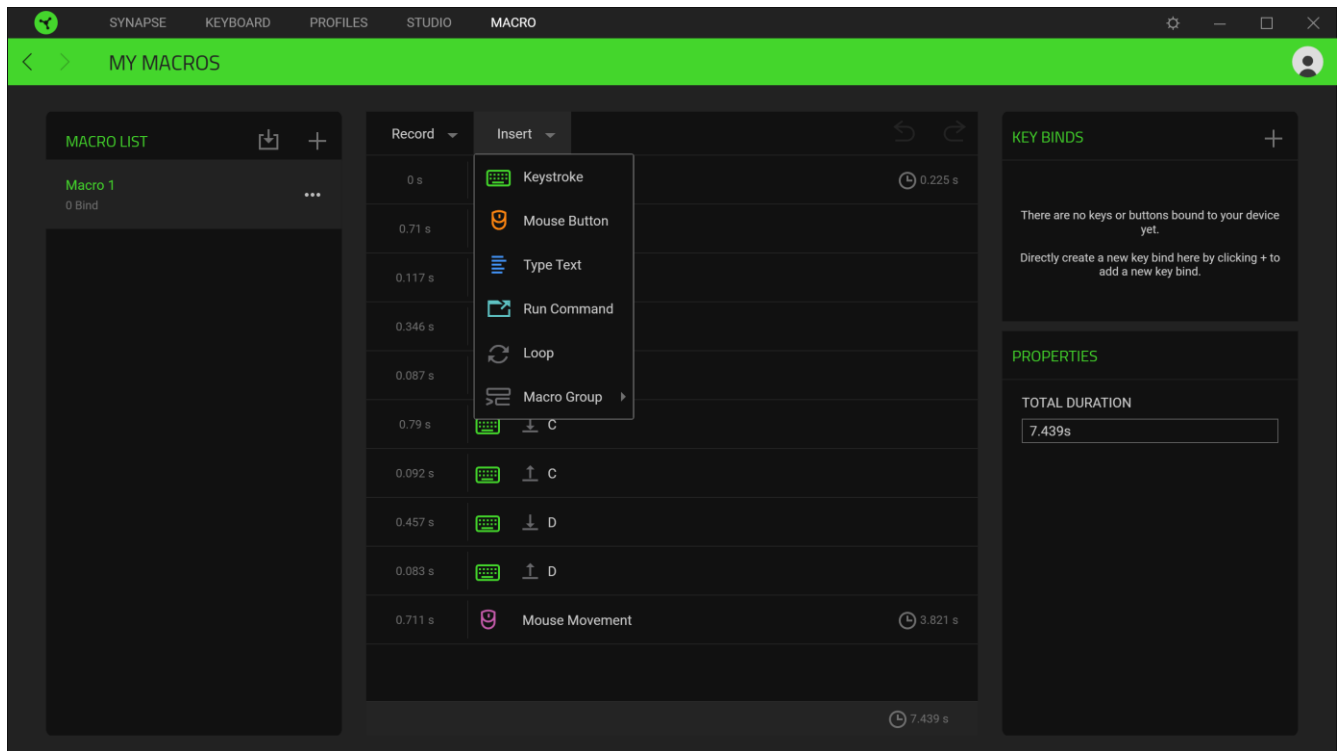 SYNAPSE KEYBOARD PROFILES STUDIO MACRO
MY MACROS
MACRO LIST
Macro 1
0 Bind
Record Insert
Keystroke
Mouse Button
Type Text
Run Command
Loop
Macro Group
0 s 0.225 s
0.71 s
0.117 s
0.346 s
0.087 s
0.79 s C
0.092 s C
0.457 s D
0.083 s D
0.711 s Mouse Movement 3.821 s
7.439 s
KEY BINDS
There are no keys or buttons bound to your device
yet.
Directly create a new key bind here by clicking + to
add a new key bind.
PROPERTIES
TOTAL DURATION
7.439s